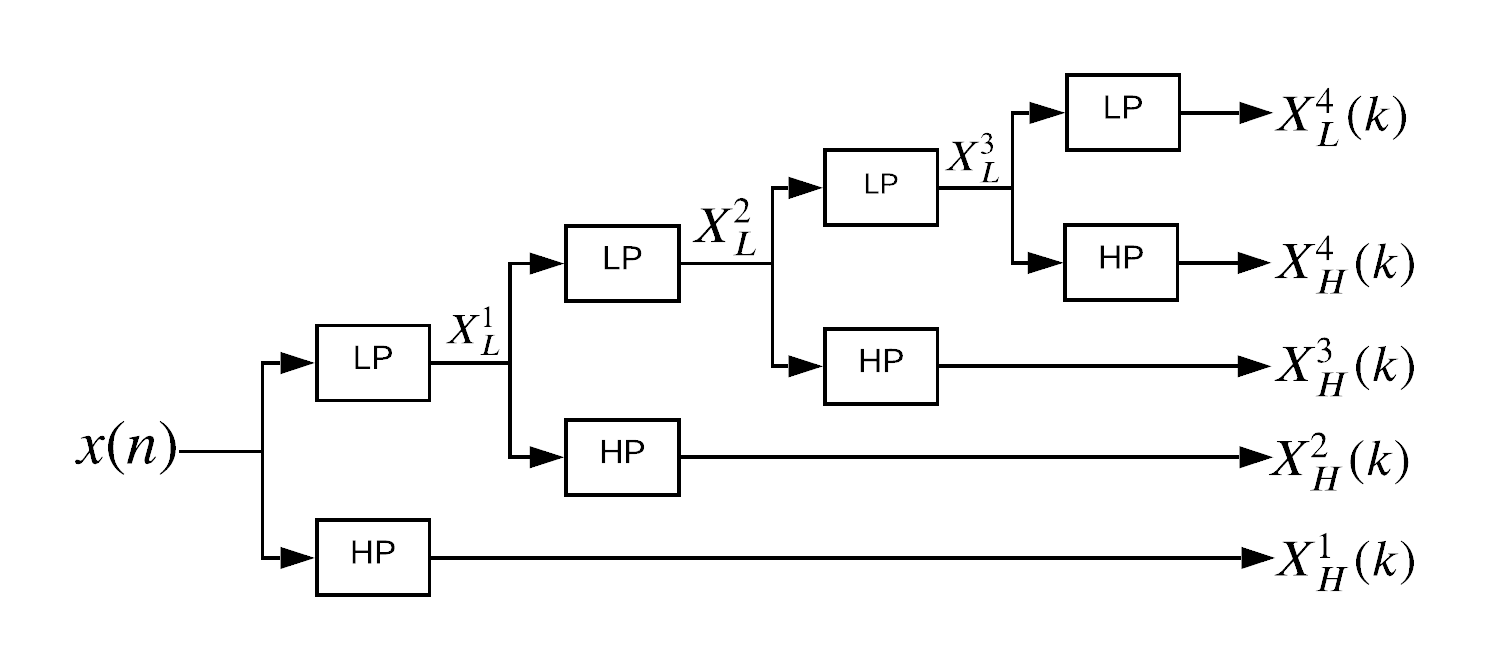 LP
X_L^4(k)
X_L^3
LP
X_L^2
HP
X_H^4(k)
LP
X_L^1
LP
HP
X_H^3(k)
x(n)
HP
X_H^2(k)
HP
X_H^1(k)